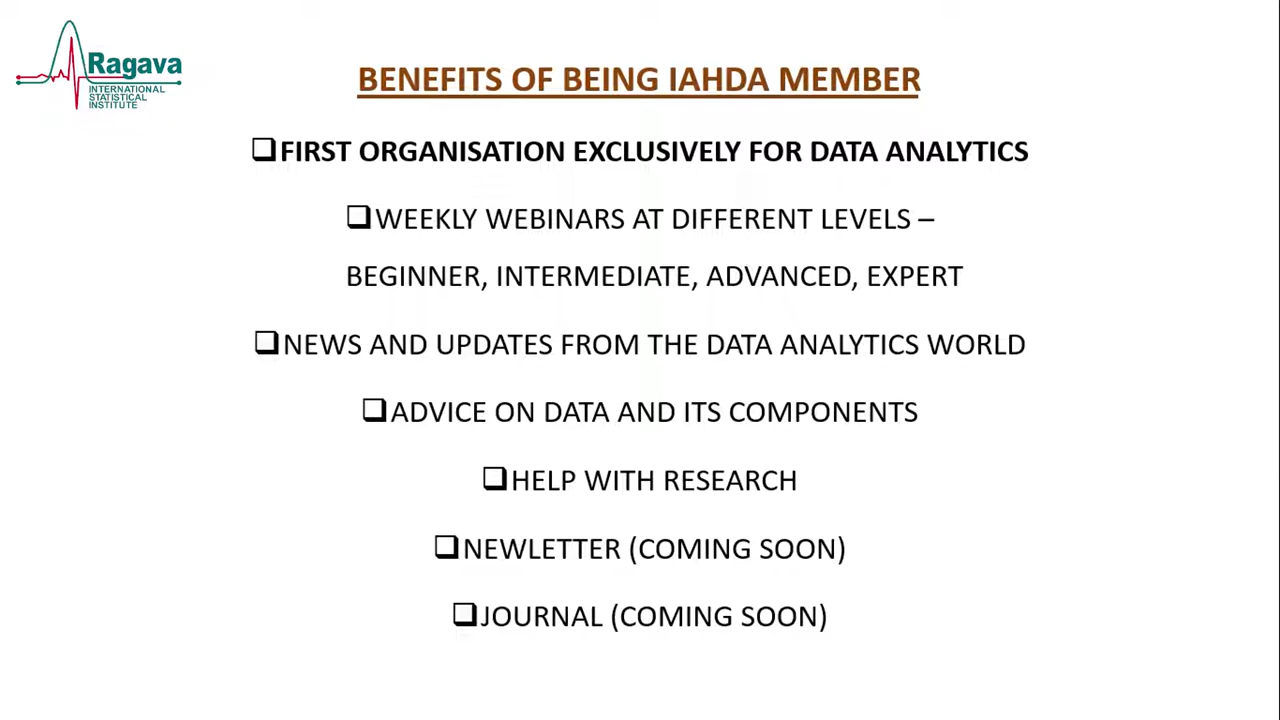 Ragava
INTERNATIONAL
STATISTICAL
INSTITUTE
BENEFITS OF BEING IAHDA MEMBER
❑FIRST ORGANISATION EXCLUSIVELY FOR DATA ANALYTICS
❑WEEKLY WEBINARS AT DIFFERENT LEVELS –
BEGINNER, INTERMEDIATE, ADVANCED, EXPERT
❑NEWS AND UPDATES FROM THE DATA ANALYTICS WORLD
❑ADVICE ON DATA AND ITS COMPONENTS
❑HELP WITH RESEARCH
❑NEWLETTER (COMING SOON)
❑JOURNAL (COMING SOON)